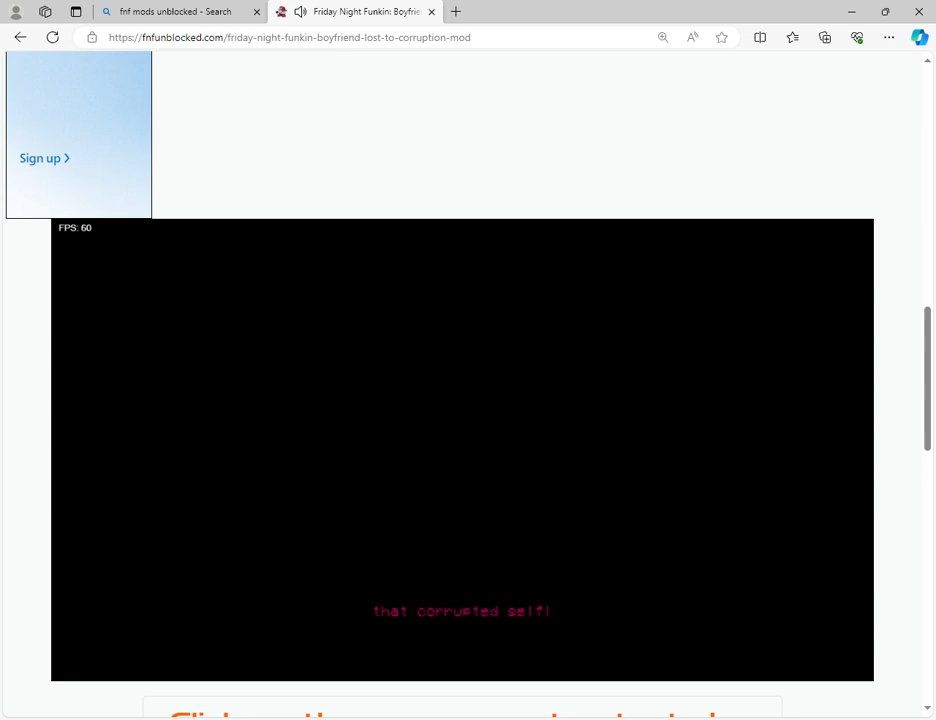 fnf mods unblocked - Search
Friday Night Funkin: Boyfrie
https://fnfunblocked.com/friday-night-funkin-boyfriend-lost-to-corruption-mod
Sign up >
FPS: 60
that corrupted self!